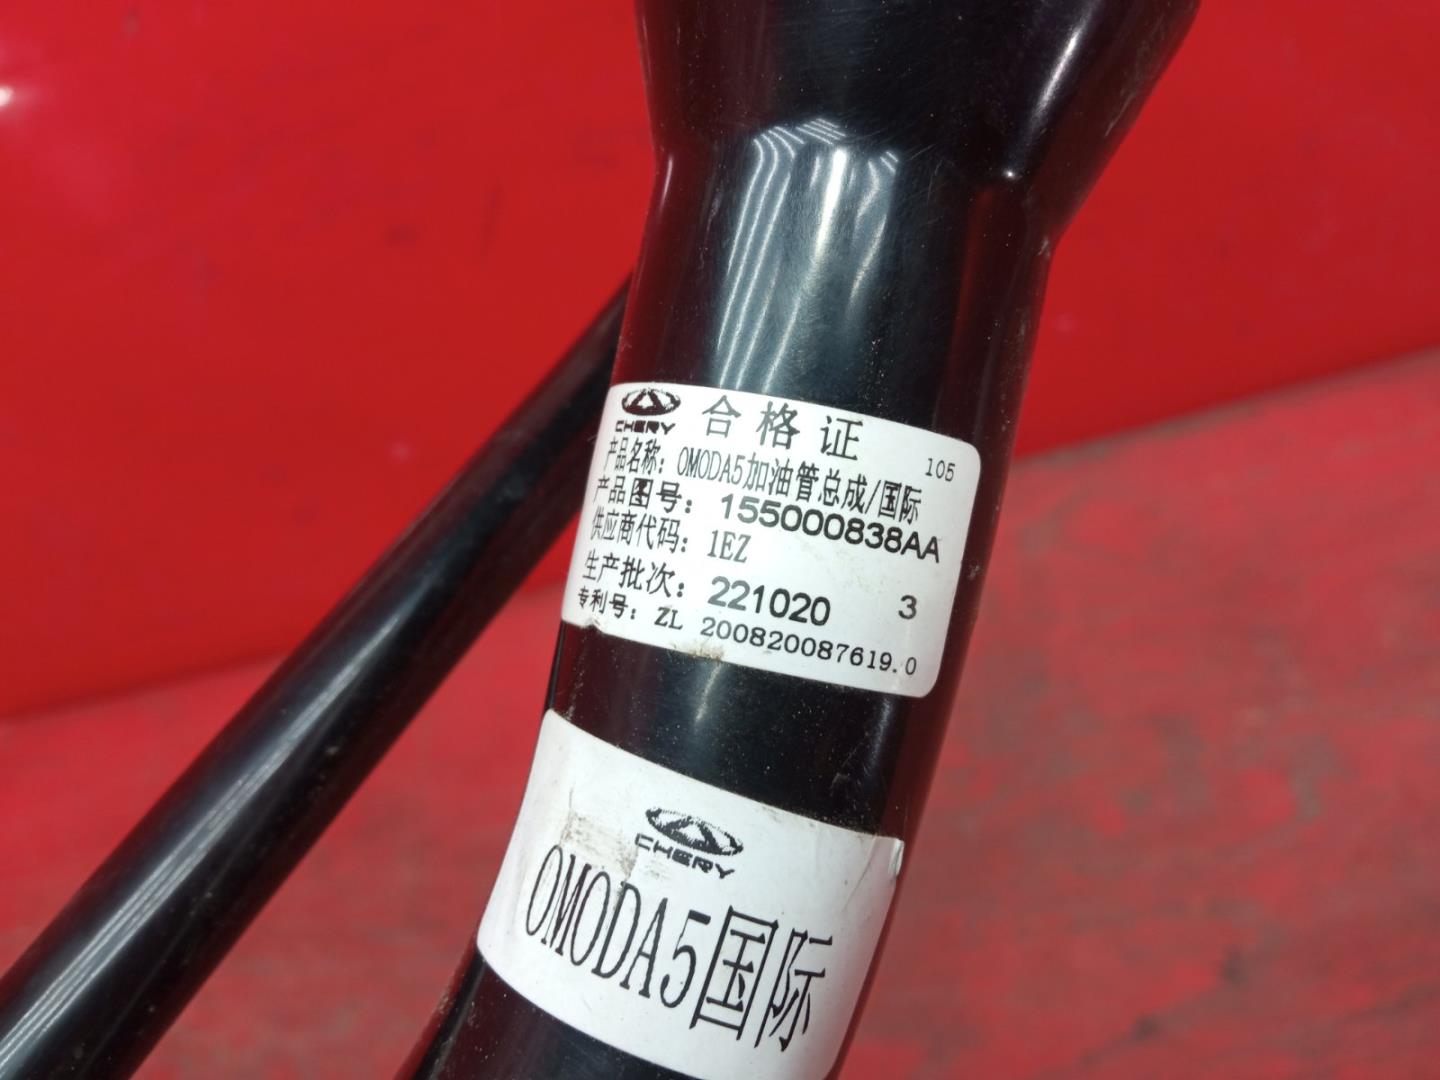 CHERY 合格证 105
产品名称：OMODA5加油管总成/国际
产品图号：155000838AA
供应商代码：1EZ
生产批次：221020 3
专利号：ZL 200820087619.0
CHERY
OMODA5国际